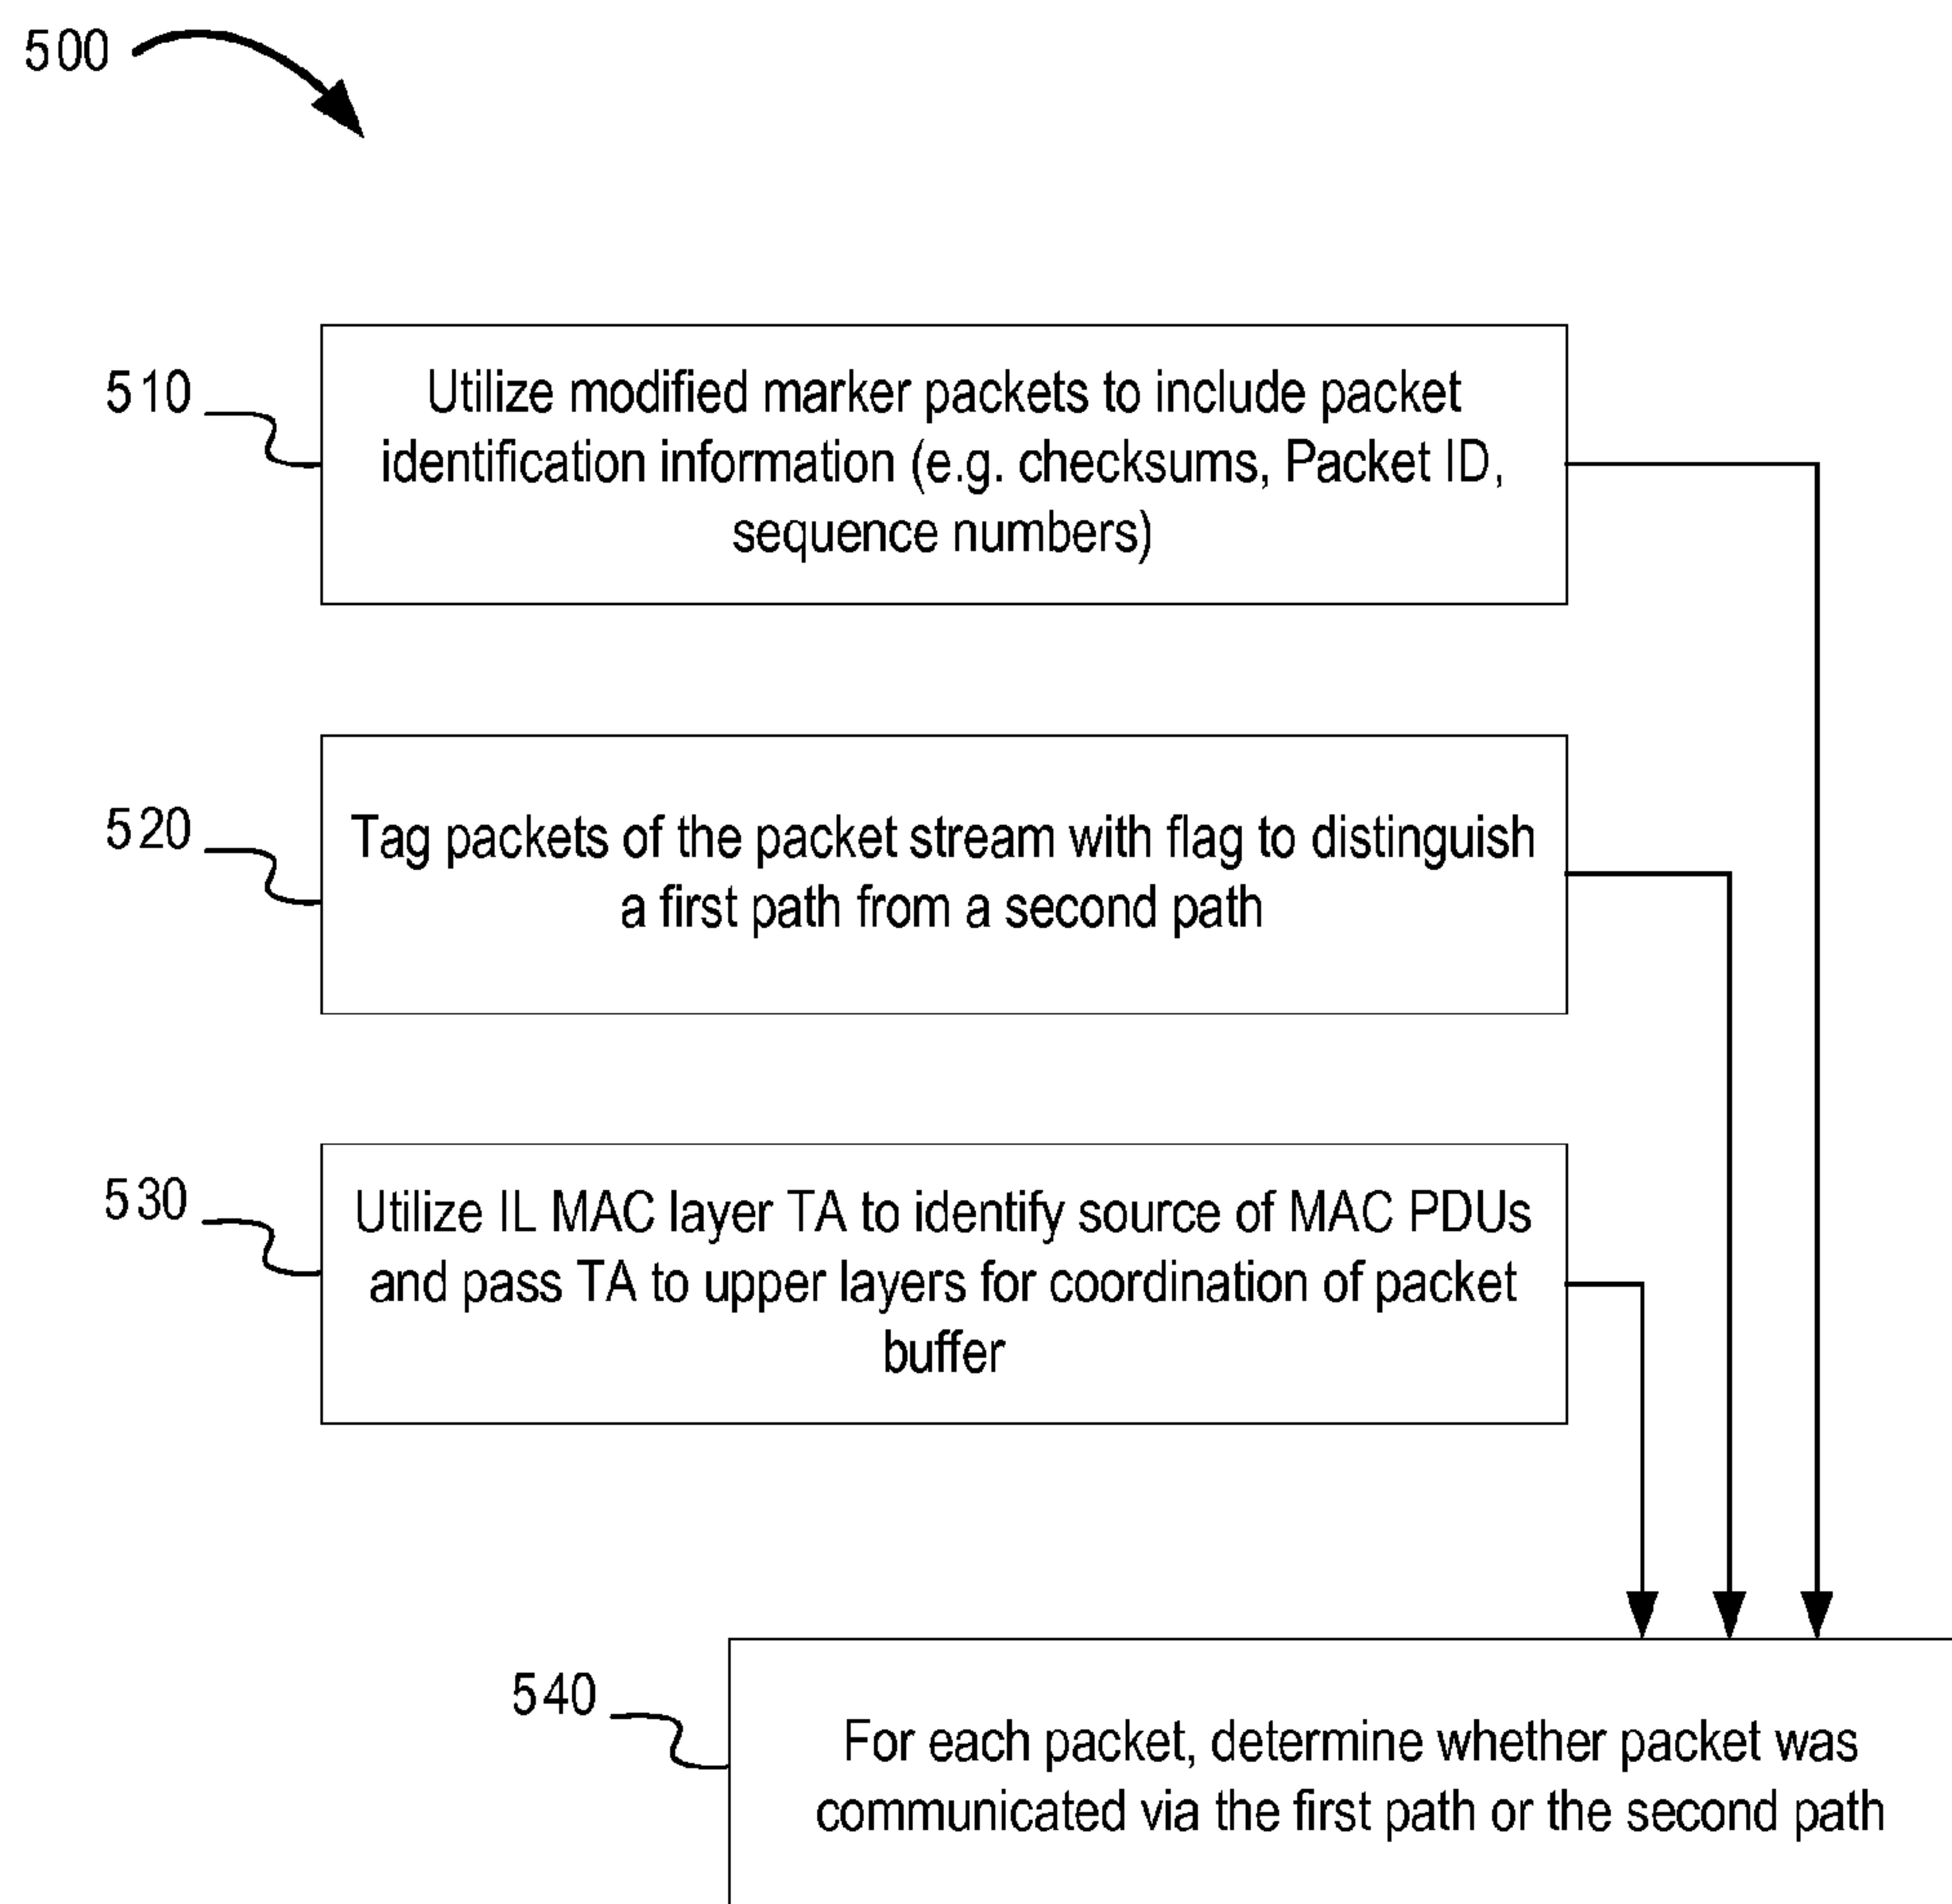 500
510
Utilize modified marker packets to include packet
identification information (e.g. checksums, Packet ID,
sequence numbers)
520
Tag packets of the packet stream with flag to distinguish
a first path from a second path
530
Utilize IL MAC layer TA to identify source of MAC PDUs
and pass TA to upper layers for coordination of packet
buffer
540
For each packet, determine whether packet was
communicated via the first path or the second path